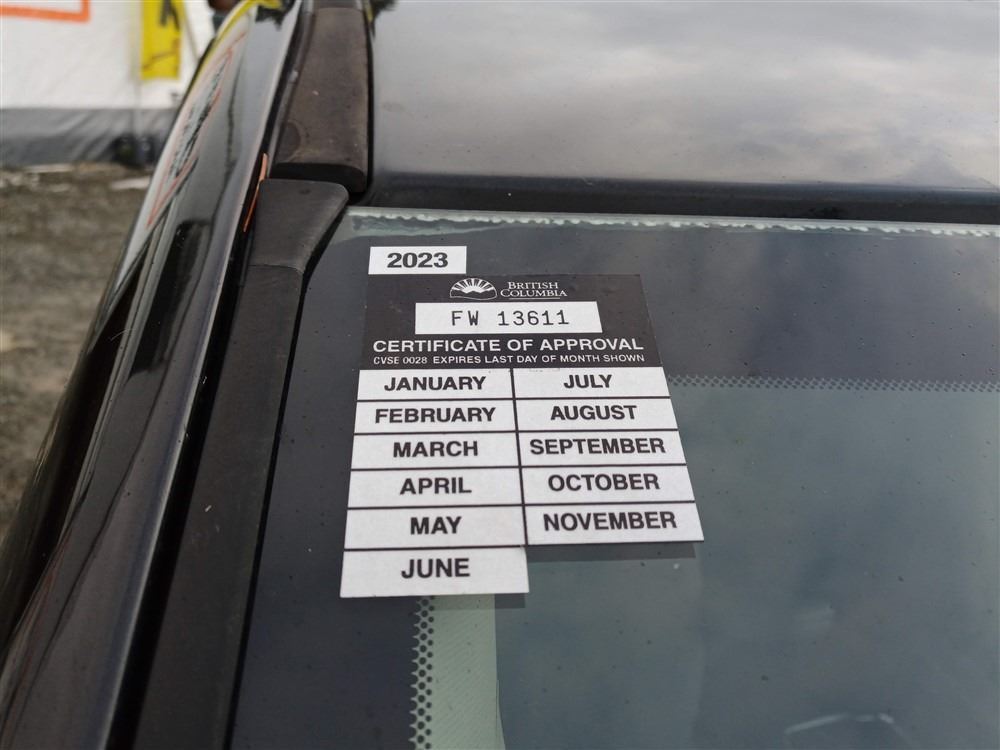 2023
BRITISH
COLUMBIA
FW 13611
CERTIFICATE OF APPROVAL
CVSE 0028 EXPIRES LAST DAY OF MONTH SHOWN
JANUARY JULY
FEBRUARY AUGUST
MARCH SEPTEMBER
APRIL OCTOBER
MAY NOVEMBER
JUNE